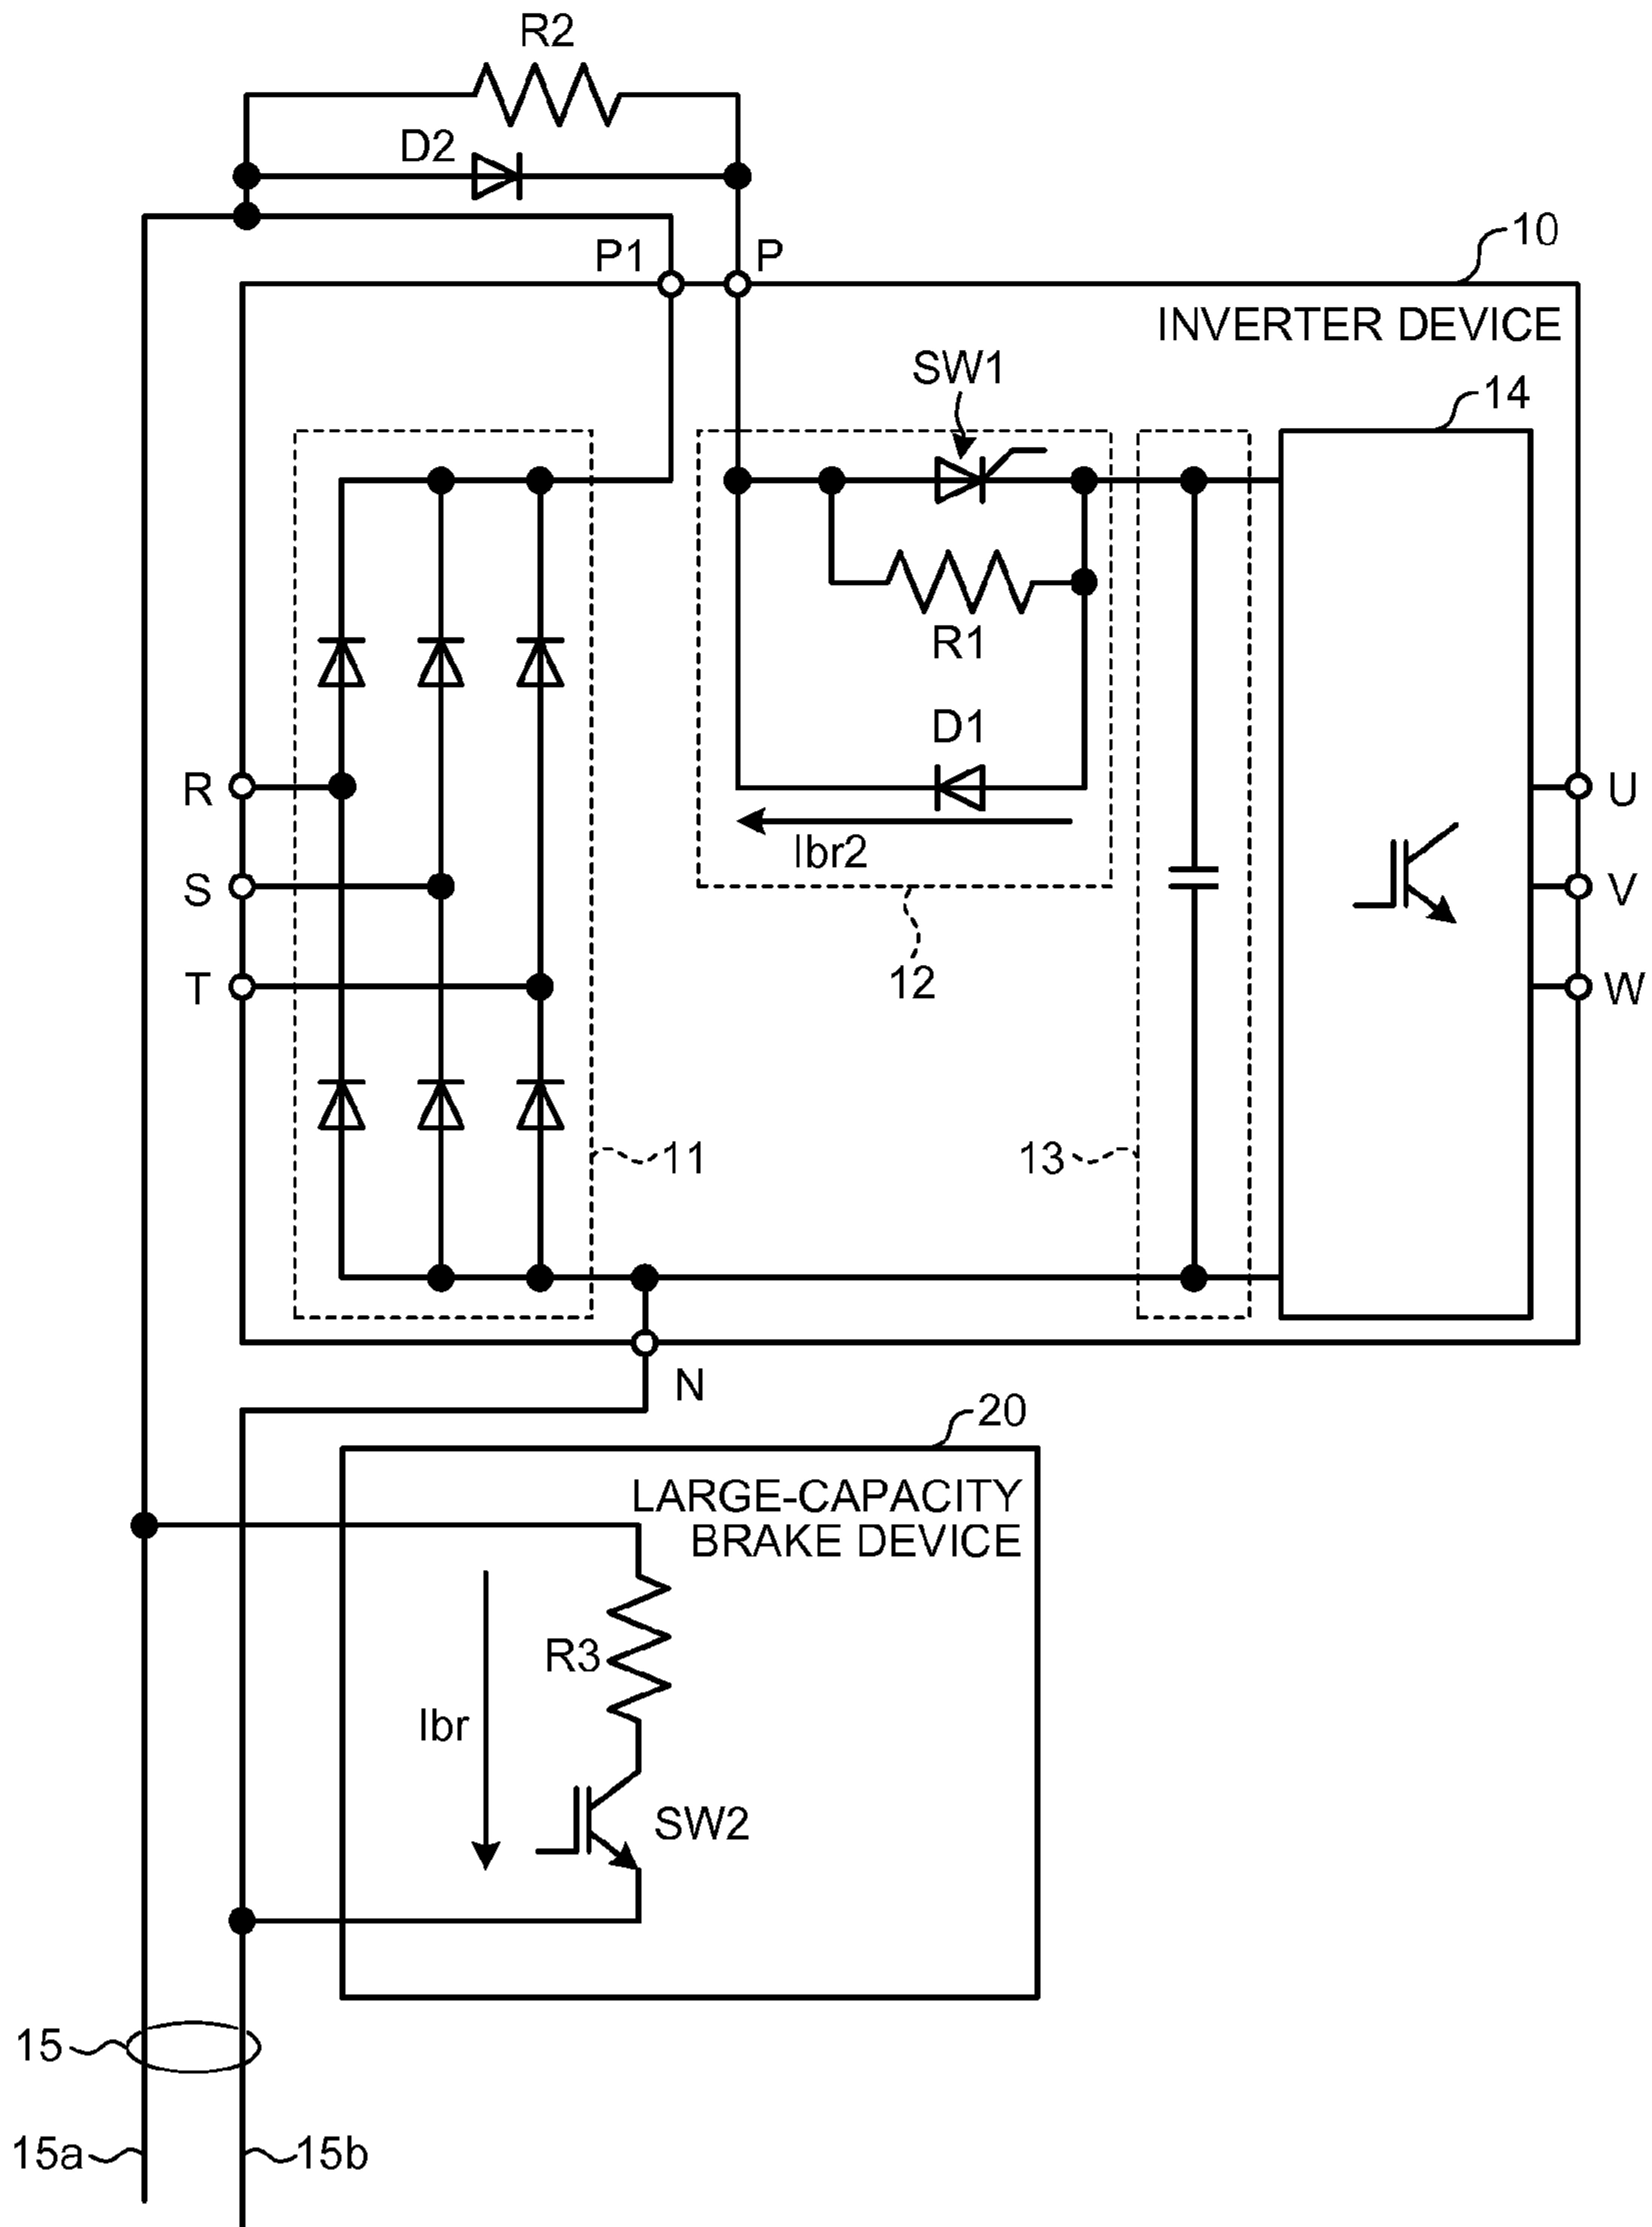 R2
D2
P1
P
10
INVERTER DEVICE
SW1
14
R1
D1
R
U
Ibr2
S
V
12
T
W
11
13
N
20
LARGE-CAPACITY
BRAKE DEVICE
R3
Ibr
SW2
15
15a
15b